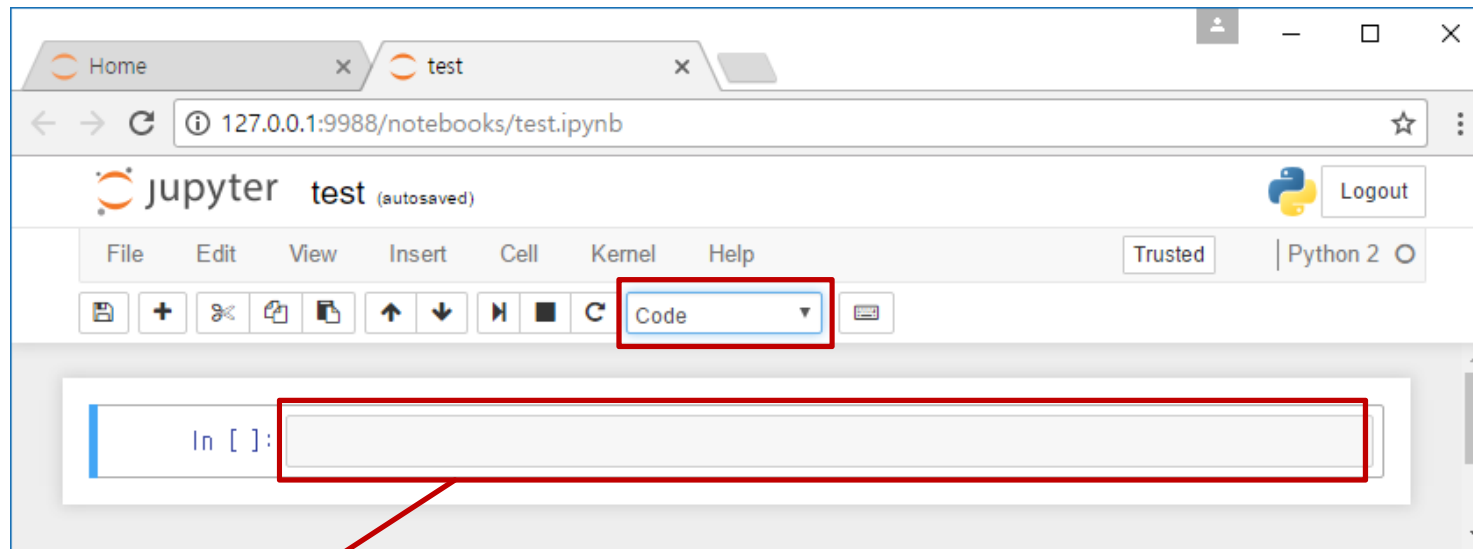 Home test
127.0.0.1:9988/notebooks/test.ipynb
jupyter test (autosaved) Logout
File Edit View Insert Cell Kernel Help Trusted Python 2
Code
In [ ]: